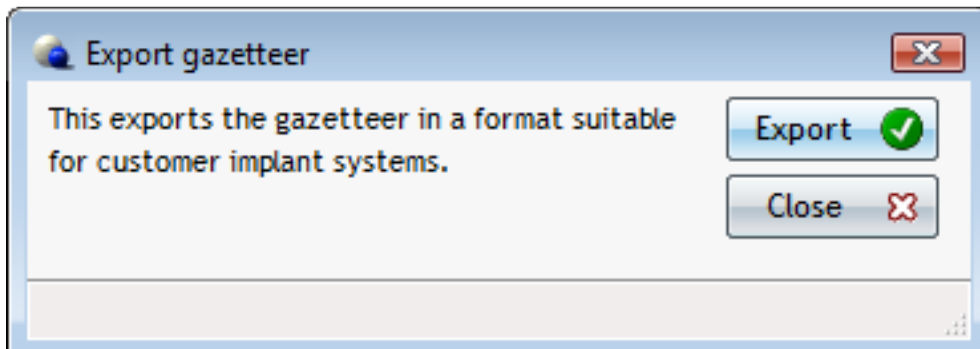 Export gazetteer
This exports the gazetteer in a format suitable
for customer implant systems.
Export
Close